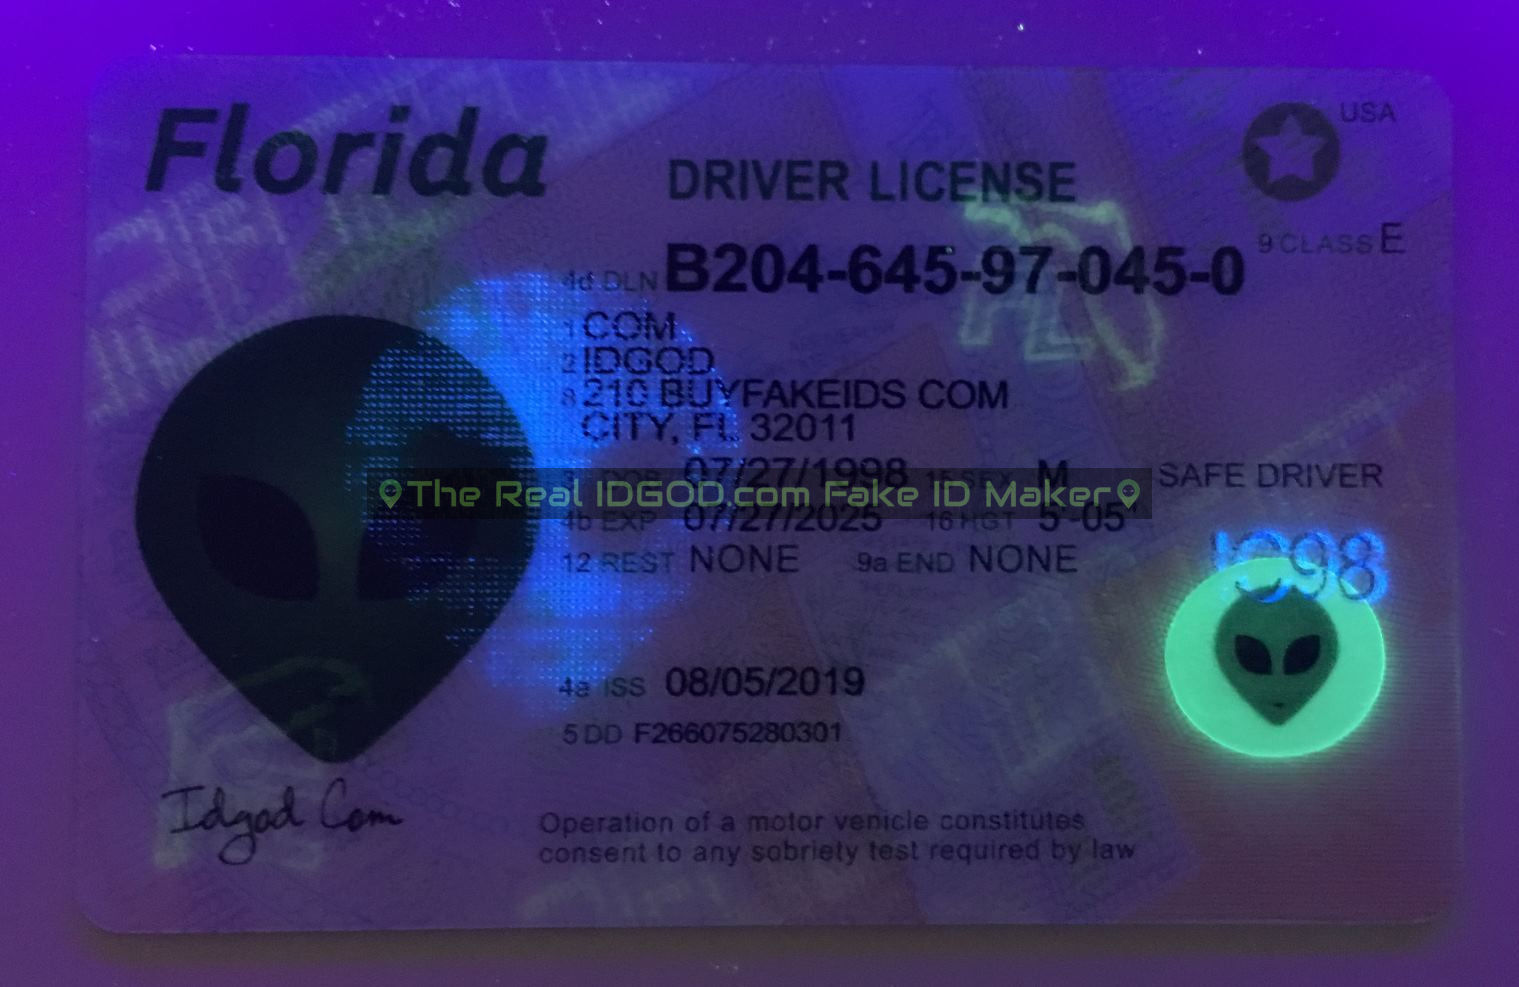 Florida
USA
DRIVER LICENSE
9 CLASS E
4d DLN B204-645-97-045-0
1 COM
2 IDGOD
8 210 BUYFAKEIDS COM
CITY, FL 32011
DOB 07/27/1998 15 SEX M SAFE DRIVER
The Real IDGOD.com Fake ID Maker
4b EXP 07/27/2025 16 HGT 5'-05"
12 REST NONE 9a END NONE
4a ISS 08/05/2019
5 DD F266075280301
Idgod Com
Operation of a motor vehicle constitutes
consent to any sobriety test required by law